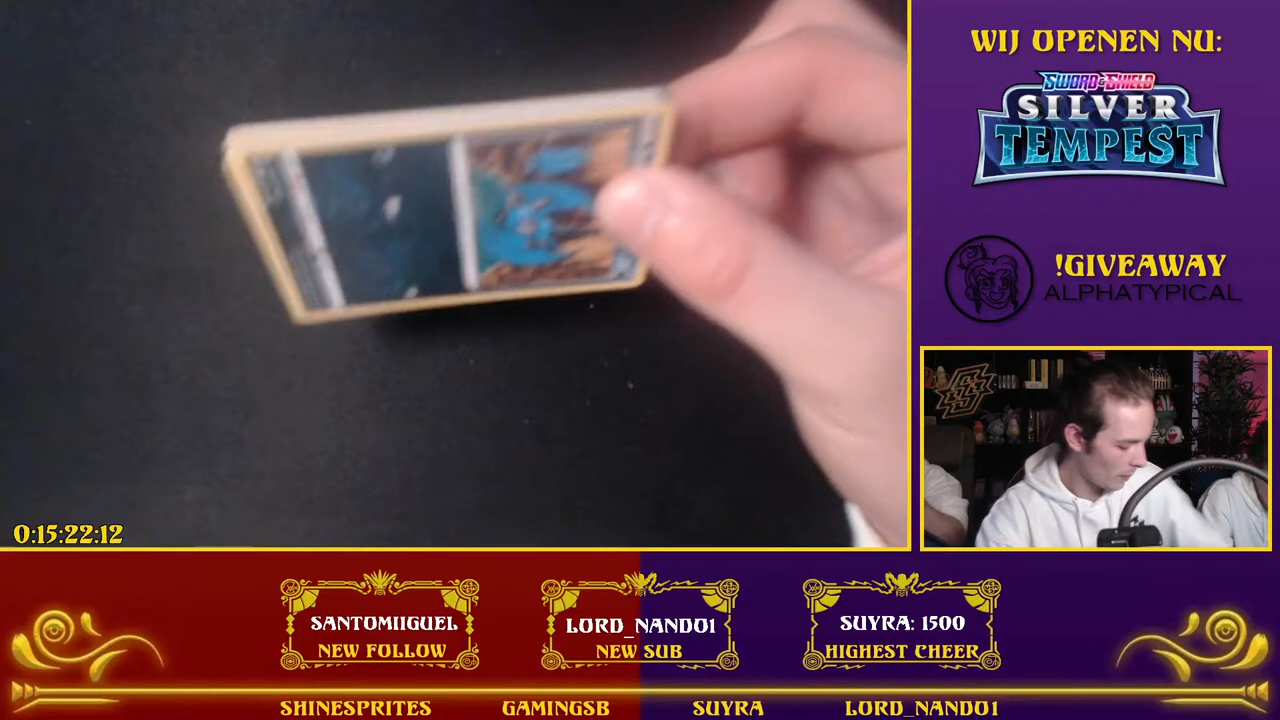 WIJ OPENEN NU:
SWORD & SHIELD
SILVER
TEMPEST
!GIVEAWAY
ALPHATYPICAL
0:15:22:12
SANTOMIIGUEL
NEW FOLLOW
LORD_NANDO1
NEW SUB
SUYRA: 1500
HIGHEST CHEER
SHINESPRITES GAMINGSB SUYRA LORD_NANDO1